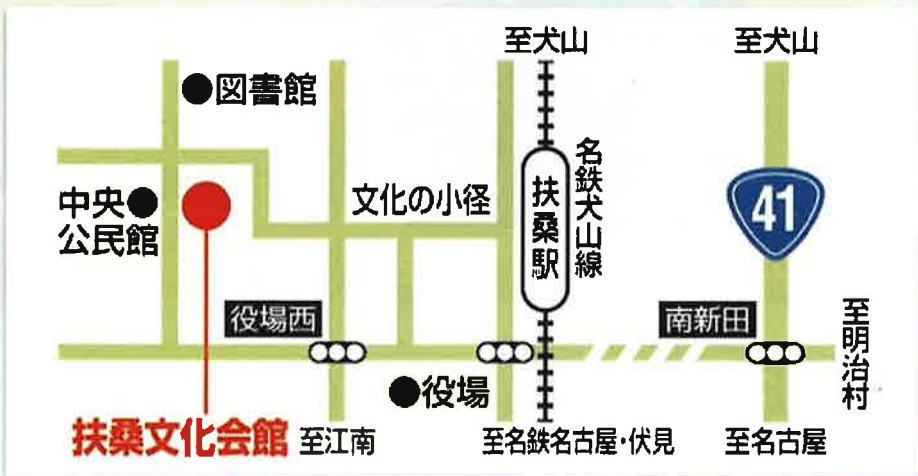 至犬山
至犬山
図書館
名鉄犬山線
扶桑駅
41
中央
公民館
文化の小径
役場西
南新田
至明治村
役場
扶桑文化会館
至江南
至名鉄名古屋・伏見
至名古屋